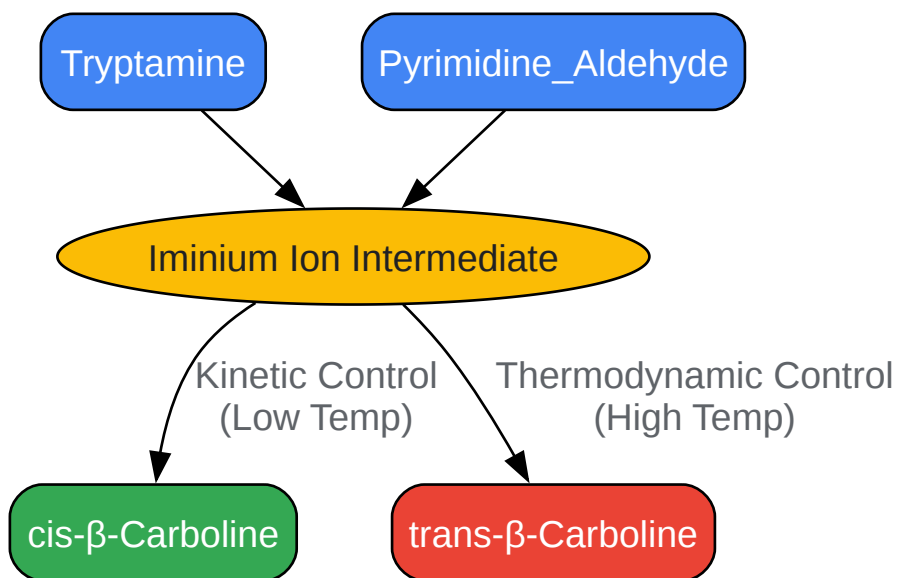 Tryptamine
Pyrimidine_Aldehyde
Iminium Ion Intermediate
Kinetic Control
(Low Temp)
Thermodynamic Control
(High Temp)
cis-β-Carboline
trans-β-Carboline